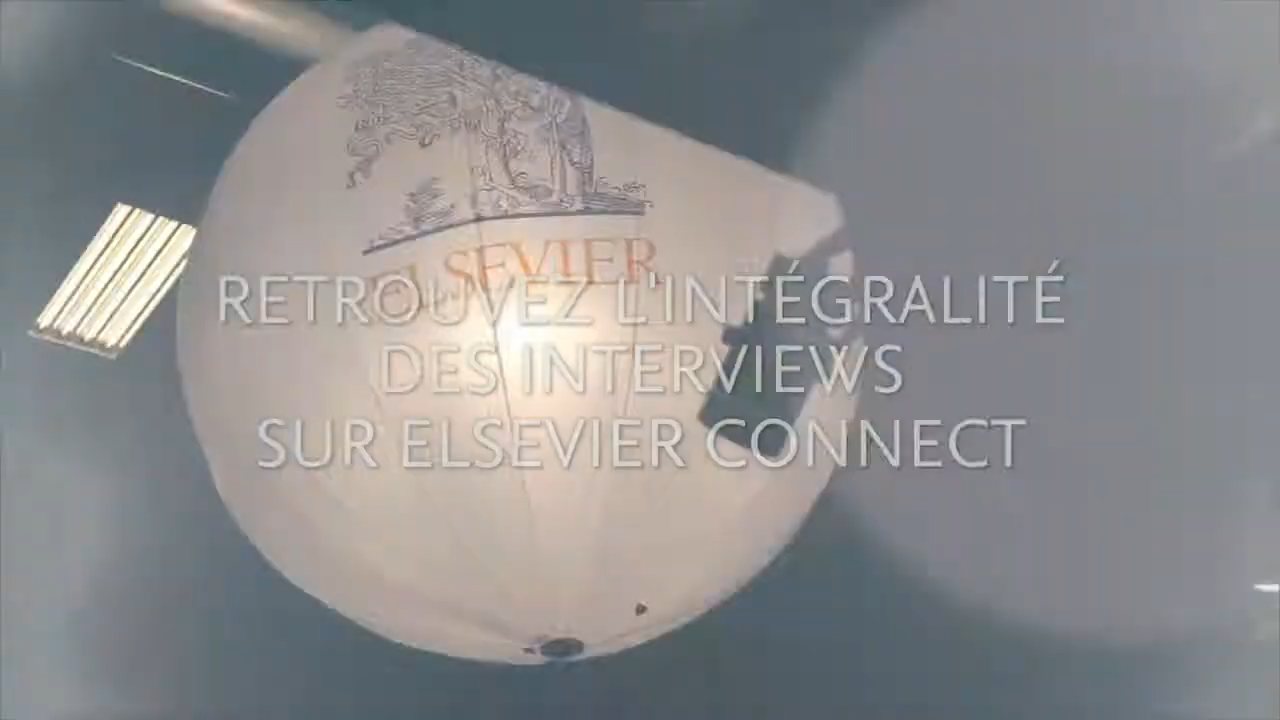 ELSEVIER
RETROUVEZ L'INTÉGRALITÉ
DES INTERVIEWS
SUR ELSEVIER CONNECT